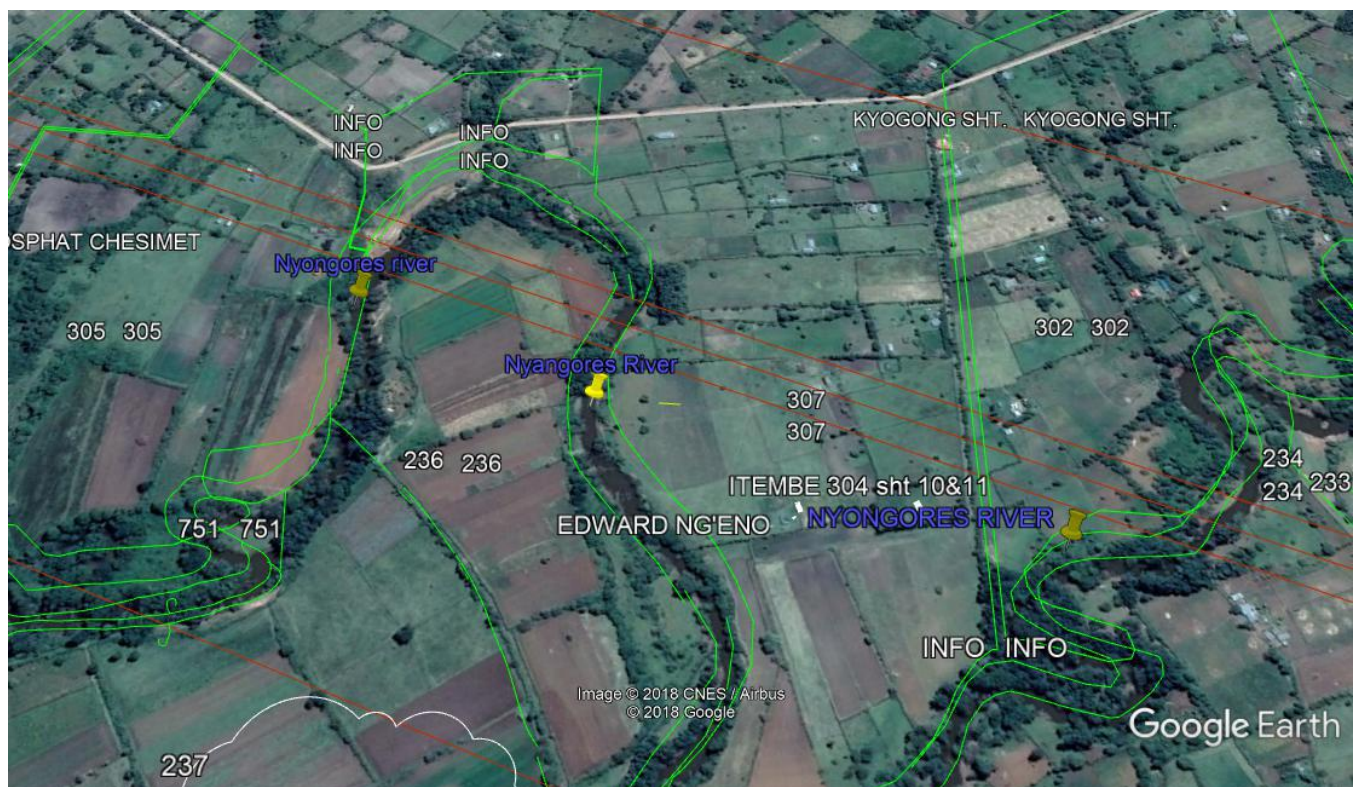 INFO
INFO
INFO
INFO
KYOGONG SHT. KYOGONG SHT.
OSPHAT CHESIMET
Nyongores river
305 305
302 302
Nyangores River
307
307
236 236
234
234
233
ITEMBE 304 sht 10&11
NYONGORES RIVER
EDWARD NG'ENO
751 751
INFO INFO
Image © 2018 CNES / Airbus
© 2018 Google
Google Earth
237